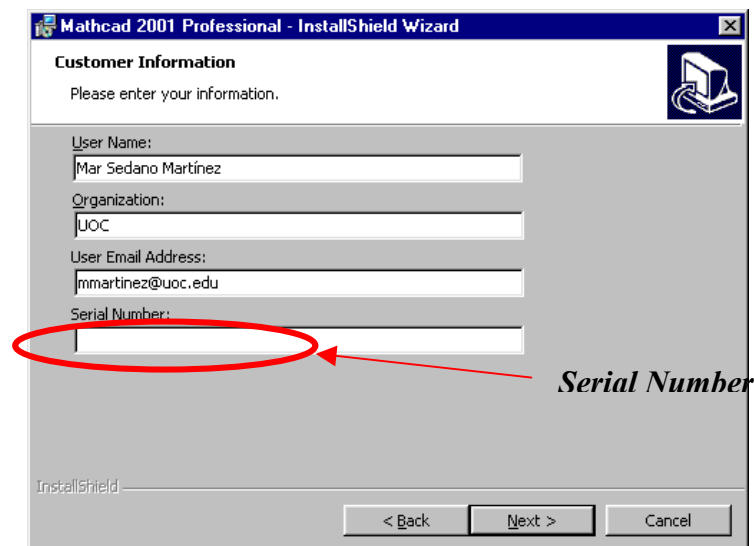 Mathcad 2001 Professional - InstallShield Wizard
Customer Information
Please enter your information.
User Name:
Mar Sedano Martínez
Organization:
UOC
User Email Address:
mmartinez@uoc.edu
Serial Number:
Serial Number
InstallShield
< Back Next > Cancel